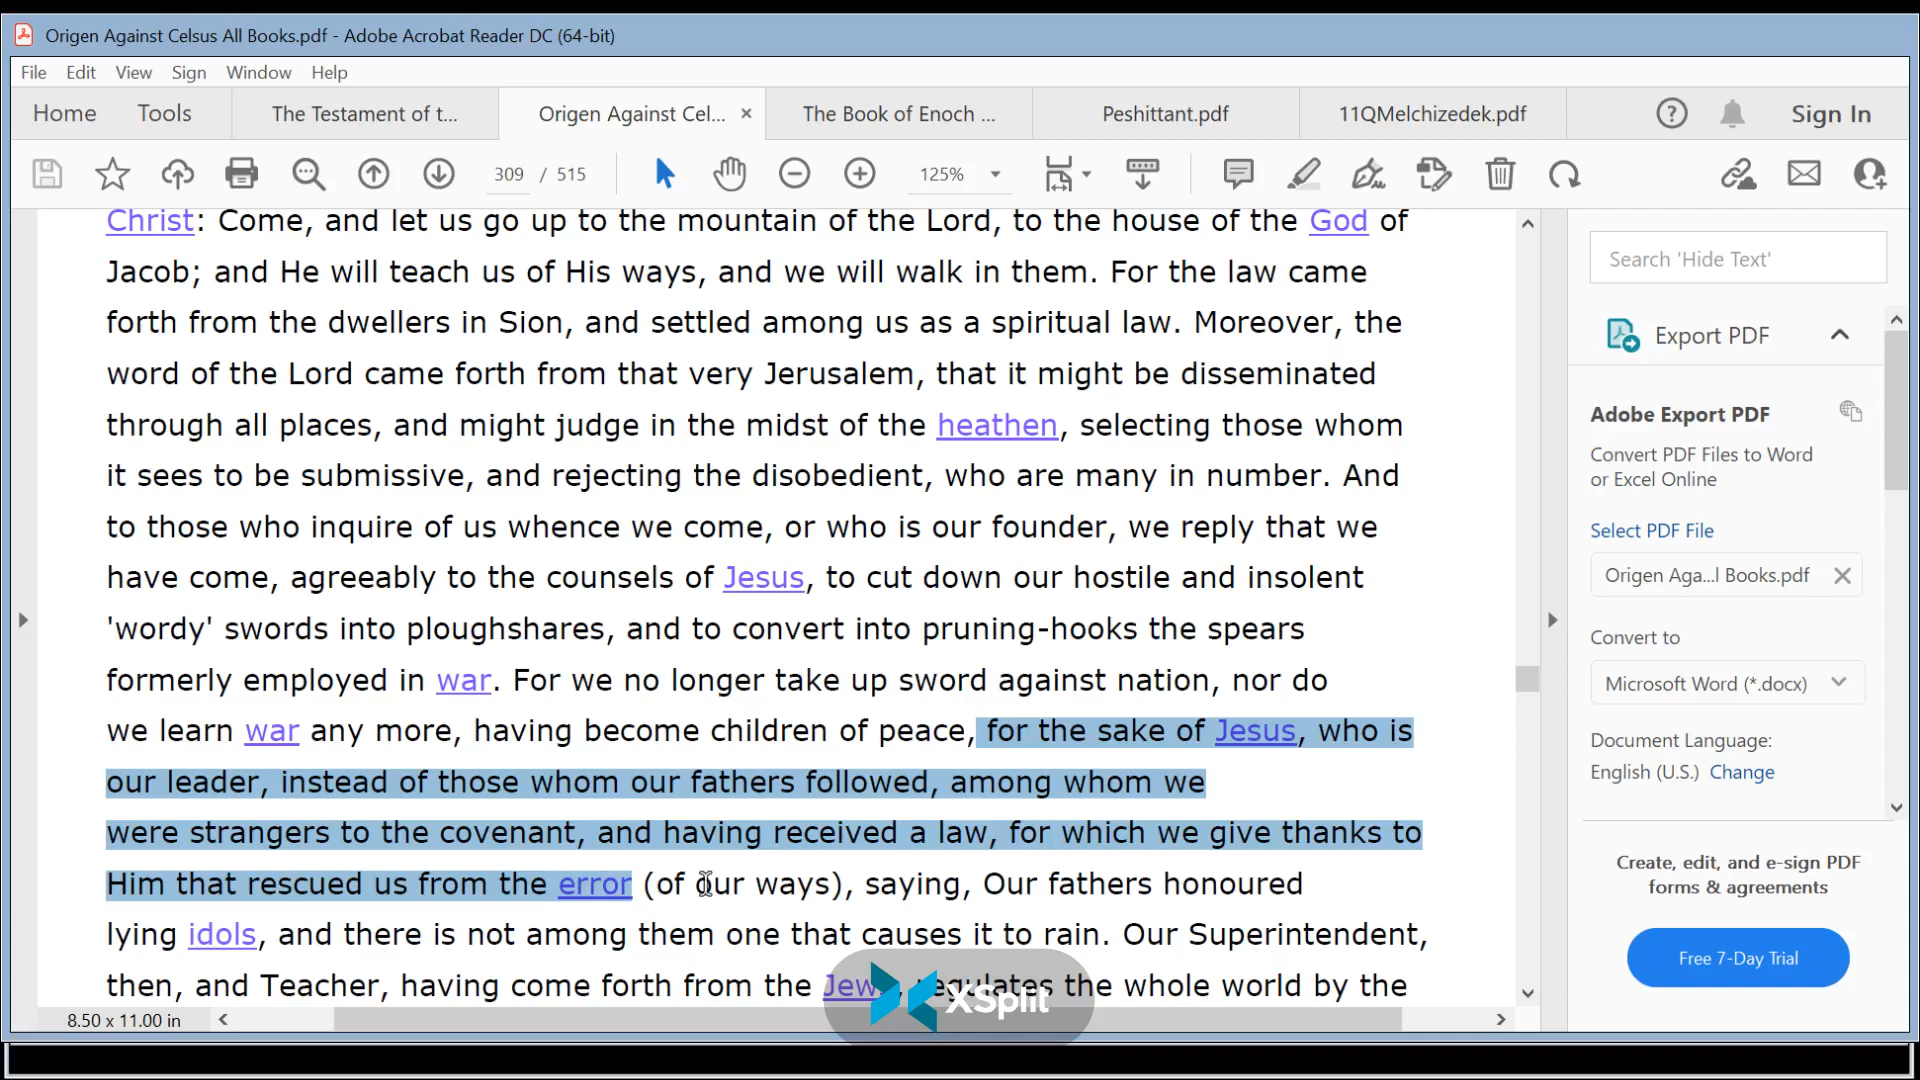 Origen Against Celsus All Books.pdf - Adobe Acrobat Reader DC (64-bit)
File Edit View Sign Window Help
Home Tools The Testament of t... Origen Against Cel... × The Book of Enoch ... Peshittant.pdf 11QMelchizedek.pdf Sign In
309 / 515 125%
Christ: Come, and let us go up to the mountain of the Lord, to the house of the God of
Jacob; and He will teach us of His ways, and we will walk in them. For the law came
forth from the dwellers in Sion, and settled among us as a spiritual law. Moreover, the
word of the Lord came forth from that very Jerusalem, that it might be disseminated
through all places, and might judge in the midst of the heathen, selecting those whom
it sees to be submissive, and rejecting the disobedient, who are many in number. And
to those who inquire of us whence we come, or who is our founder, we reply that we
have come, agreeably to the counsels of Jesus, to cut down our hostile and insolent
'wordy' swords into ploughshares, and to convert into pruning-hooks the spears
formerly employed in war. For we no longer take up sword against nation, nor do
we learn war any more, having become children of peace, for the sake of Jesus, who is
our leader, instead of those whom our fathers followed, among whom we
were strangers to the covenant, and having received a law, for which we give thanks to
Him that rescued us from the error (of our ways), saying, Our fathers honoured
lying idols, and there is not among them one that causes it to rain. Our Superintendent,
then, and Teacher, having come forth from the Jews, regulates the whole world by the
8.50 x 11.00 in
XSplit
Search 'Hide Text'
Export PDF
Adobe Export PDF
Convert PDF Files to Word
or Excel Online
Select PDF File
Origen Aga...l Books.pdf
Convert to
Microsoft Word (*.docx)
Document Language:
English (U.S.) Change
Create, edit, and e-sign PDF
forms & agreements
Free 7-Day Trial